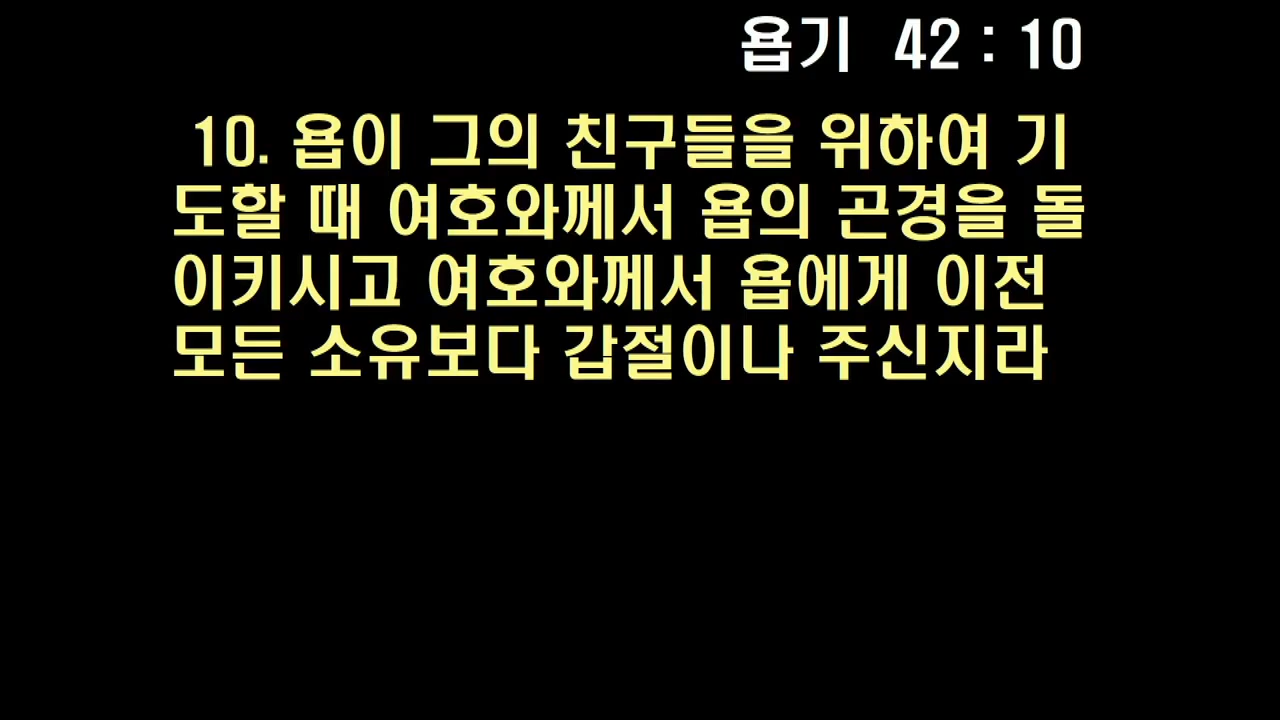 욥기 42 : 10
10. 욥이 그의 친구들을 위하여 기
도할 때 여호와께서 욥의 곤경을 돌
이키시고 여호와께서 욥에게 이전
모든 소유보다 갑절이나 주신지라